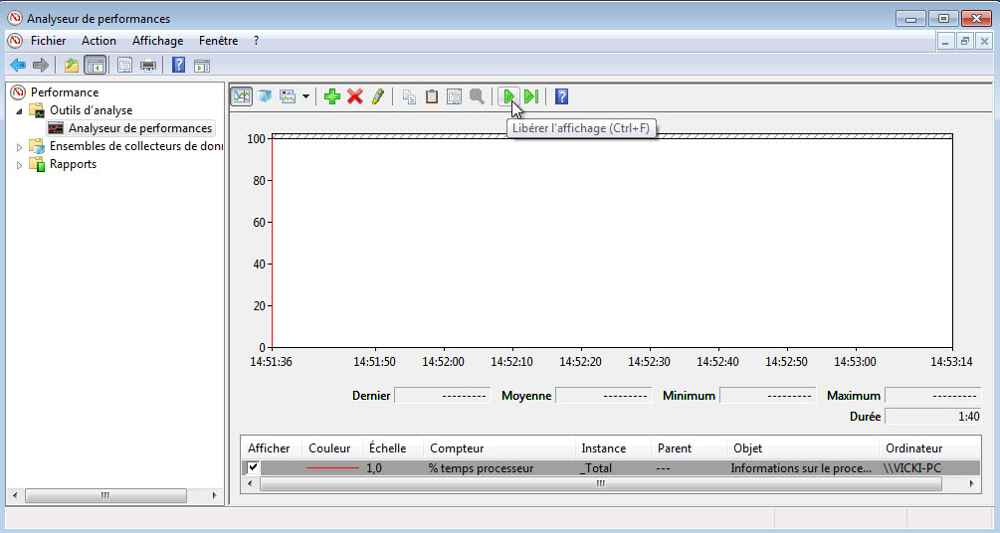 Analyseur de performances
Fichier Action Affichage Fenêtre ?
Performance
Outils d'analyse
Analyseur de performances
Ensembles de collecteurs de doni
Rapports
Libérer l'affichage (Ctrl+F)
100
80
60
40
20
0
14:51:36 14:51:50 14:52:00 14:52:10 14:52:20 14:52:30 14:52:40 14:52:50 14:53:00 14:53:14
Dernier --------- Moyenne --------- Minimum --------- Maximum ---------
Durée 1:40
Afficher Couleur Échelle Compteur Instance Parent Objet Ordinateur
1,0 % temps processeur _Total --- Informations sur le proce... \\VICKI-PC